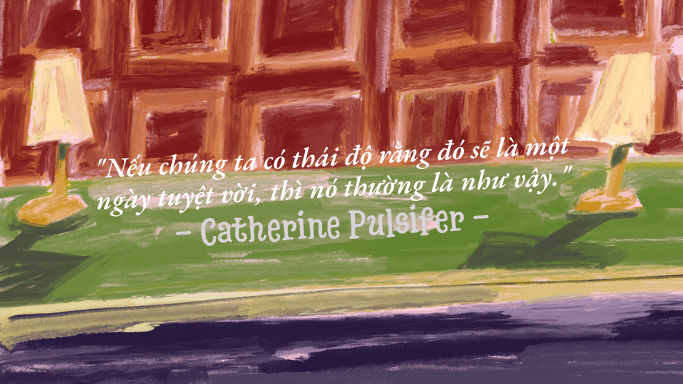 "Nếu chúng ta có thái độ rằng đó sẽ là một
ngày tuyệt vời, thì nó thường là như vậy."
– Catherine Pulsifer –